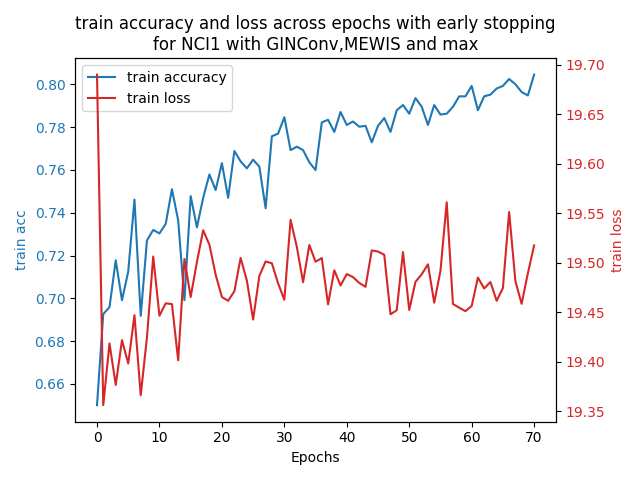 train accuracy and loss across epochs with early stopping
for NCI1 with GINConv,MEWIS and max
train accuracy
train loss
train acc
0.80
0.78
0.76
0.74
0.72
0.70
0.68
0.66
19.70
19.65
19.60
19.55
19.50
19.45
19.40
19.35
train loss
0 10 20 30 40 50 60 70
Epochs